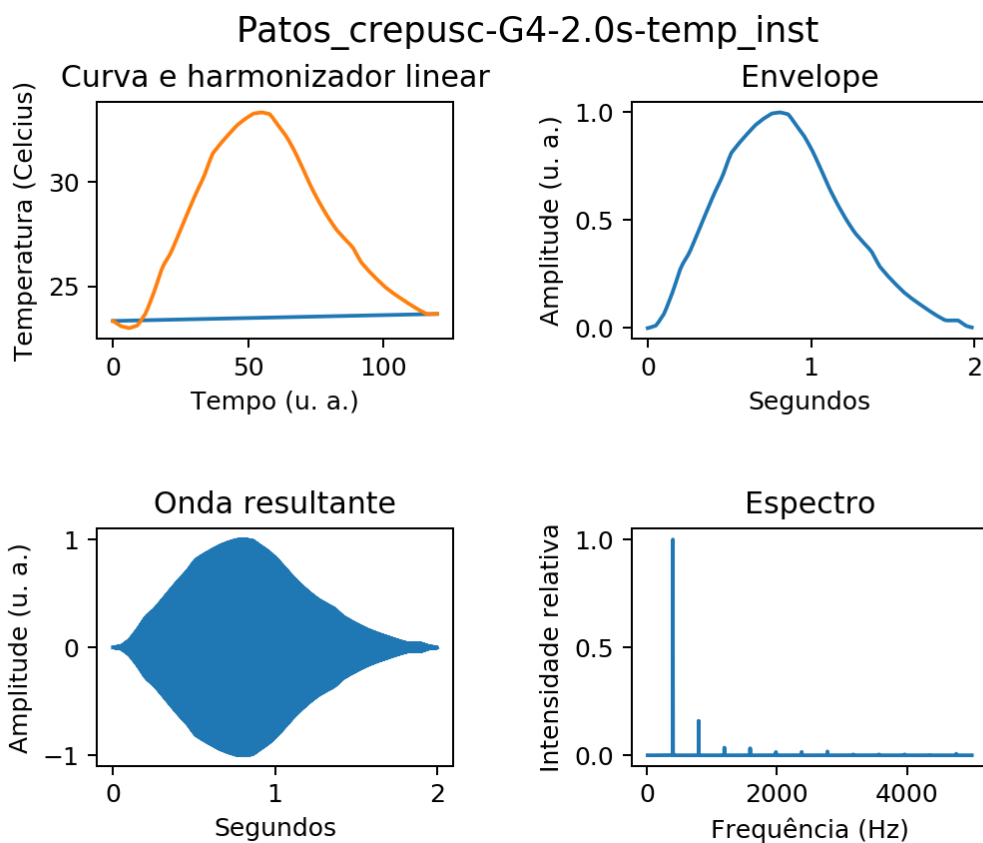 Patos_crepusc-G4-2.0s-temp_inst
Curva e harmonizador linear
Temperatura (Celcius)
30
25
0
50
100
Tempo (u. a.)
Envelope
Amplitude (u. a.)
1.0
0.5
0.0
0
1
2
Segundos
Onda resultante
Amplitude (u. a.)
1
0
−1
0
1
2
Segundos
Espectro
Intensidade relativa
1.0
0.5
0.0
0
2000
4000
Frequência (Hz)